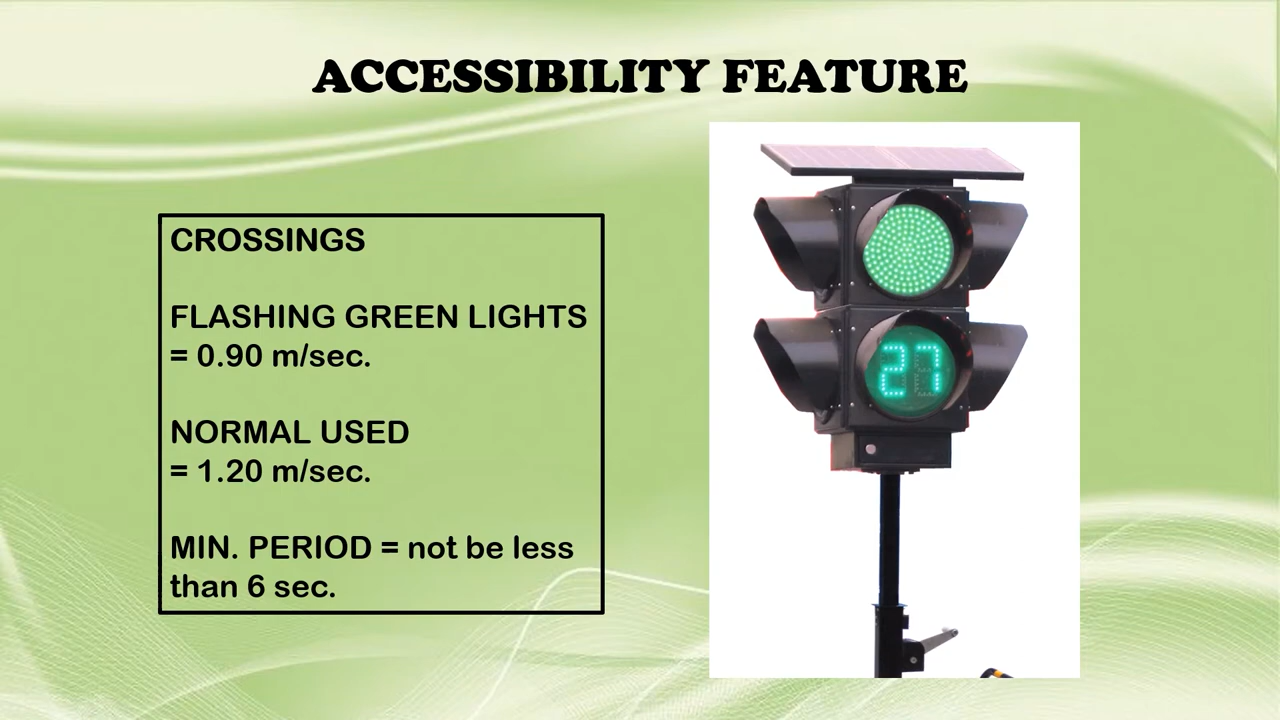 ACCESSIBILITY FEATURE
CROSSINGS
FLASHING GREEN LIGHTS
= 0.90 m/sec.
NORMAL USED
= 1.20 m/sec.
MIN. PERIOD = not be less
than 6 sec.
27